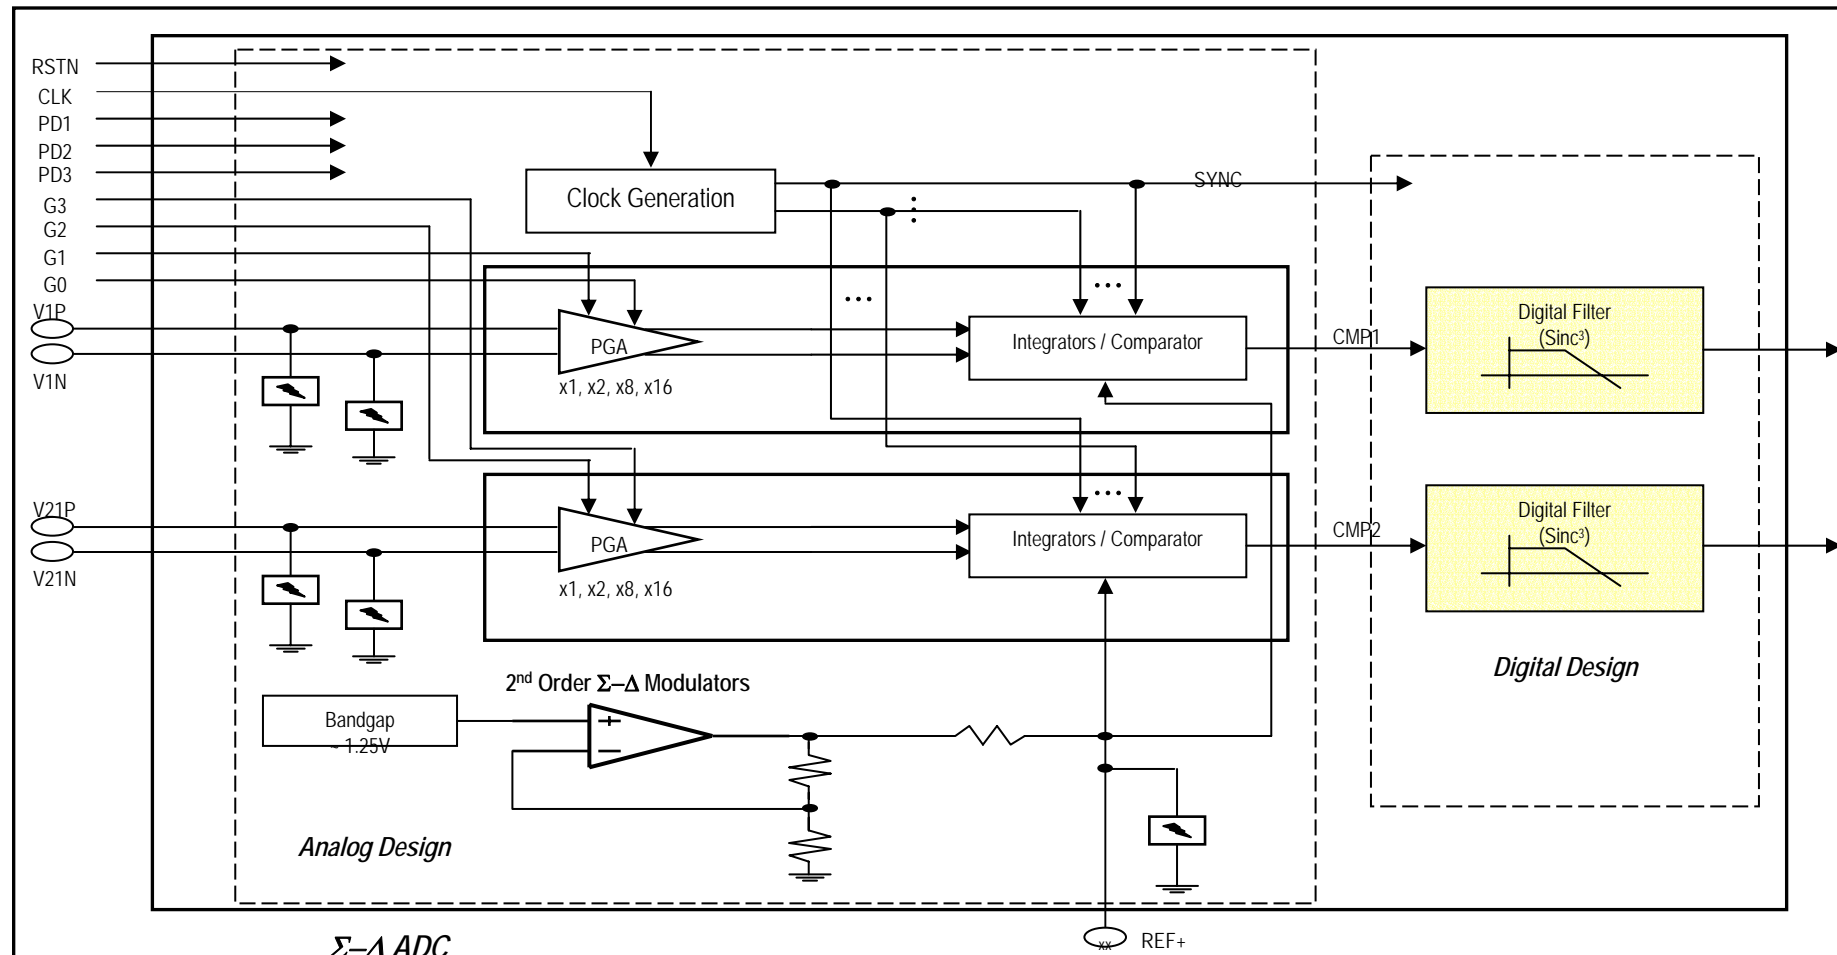 RSTN
CLK
PD1
PD2
PD3
G3
G2
G1
G0
V1P
V1N
V21P
V21N
Clock Generation
SYNC
PGA
x1, x2, x8, x16
Integrators / Comparator
CMP1
Digital Filter
(Sinc³)
PGA
x1, x2, x8, x16
Integrators / Comparator
CMP2
Digital Filter
(Sinc³)
Digital Design
2nd Order Σ–Δ Modulators
Bandgap
~ 1.25V
+
–
Analog Design
Σ–Δ ADC
xx
REF+